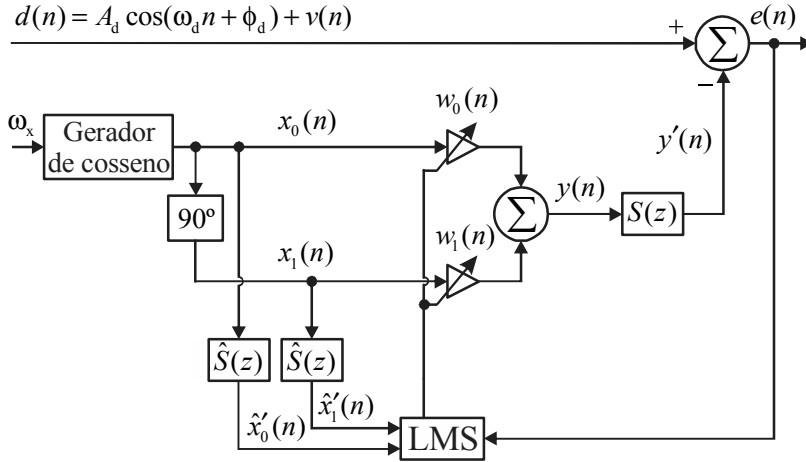 d(n) = A_d cos(ω_d n + ϕ_d) + v(n)
+
Σ
e(n)
−
ω_x
Gerador
de cosseno
x_0(n)
w_0(n)
y'(n)
90º
Σ
y(n)
S(z)
x_1(n)
w_1(n)
Ŝ(z)
Ŝ(z)
x̂'_0(n)
x̂'_1(n)
LMS